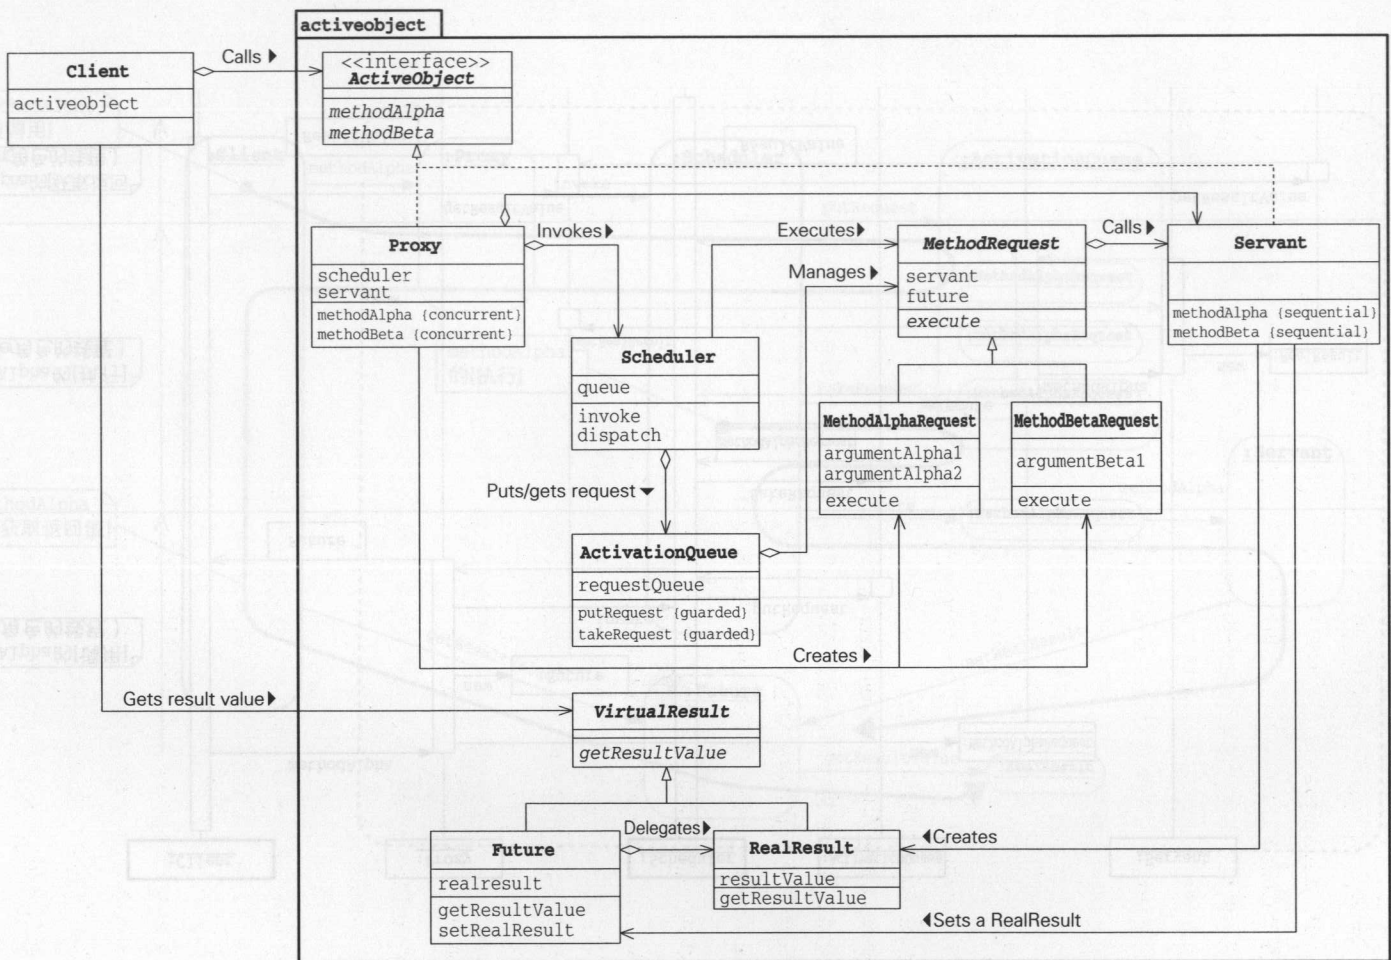 activeobject
Calls
Client
activeobject
<<interface>>
ActiveObject
methodAlpha
methodBeta
Invokes
Executes
Calls
Proxy
scheduler
servant
methodAlpha {concurrent}
methodBeta {concurrent}
Manages
MethodRequest
servant
future
execute
Servant
methodAlpha {sequential}
methodBeta {sequential}
Scheduler
queue
invoke
dispatch
MethodAlphaRequest
argumentAlpha1
argumentAlpha2
execute
MethodBetaRequest
argumentBeta1
execute
Puts/gets request
ActivationQueue
requestQueue
putRequest {guarded}
takeRequest {guarded}
Creates
Gets result value
VirtualResult
getResultValue
Delegates
Future
realresult
getResultValue
setRealResult
RealResult
resultValue
getResultValue
Creates
Sets a RealResult